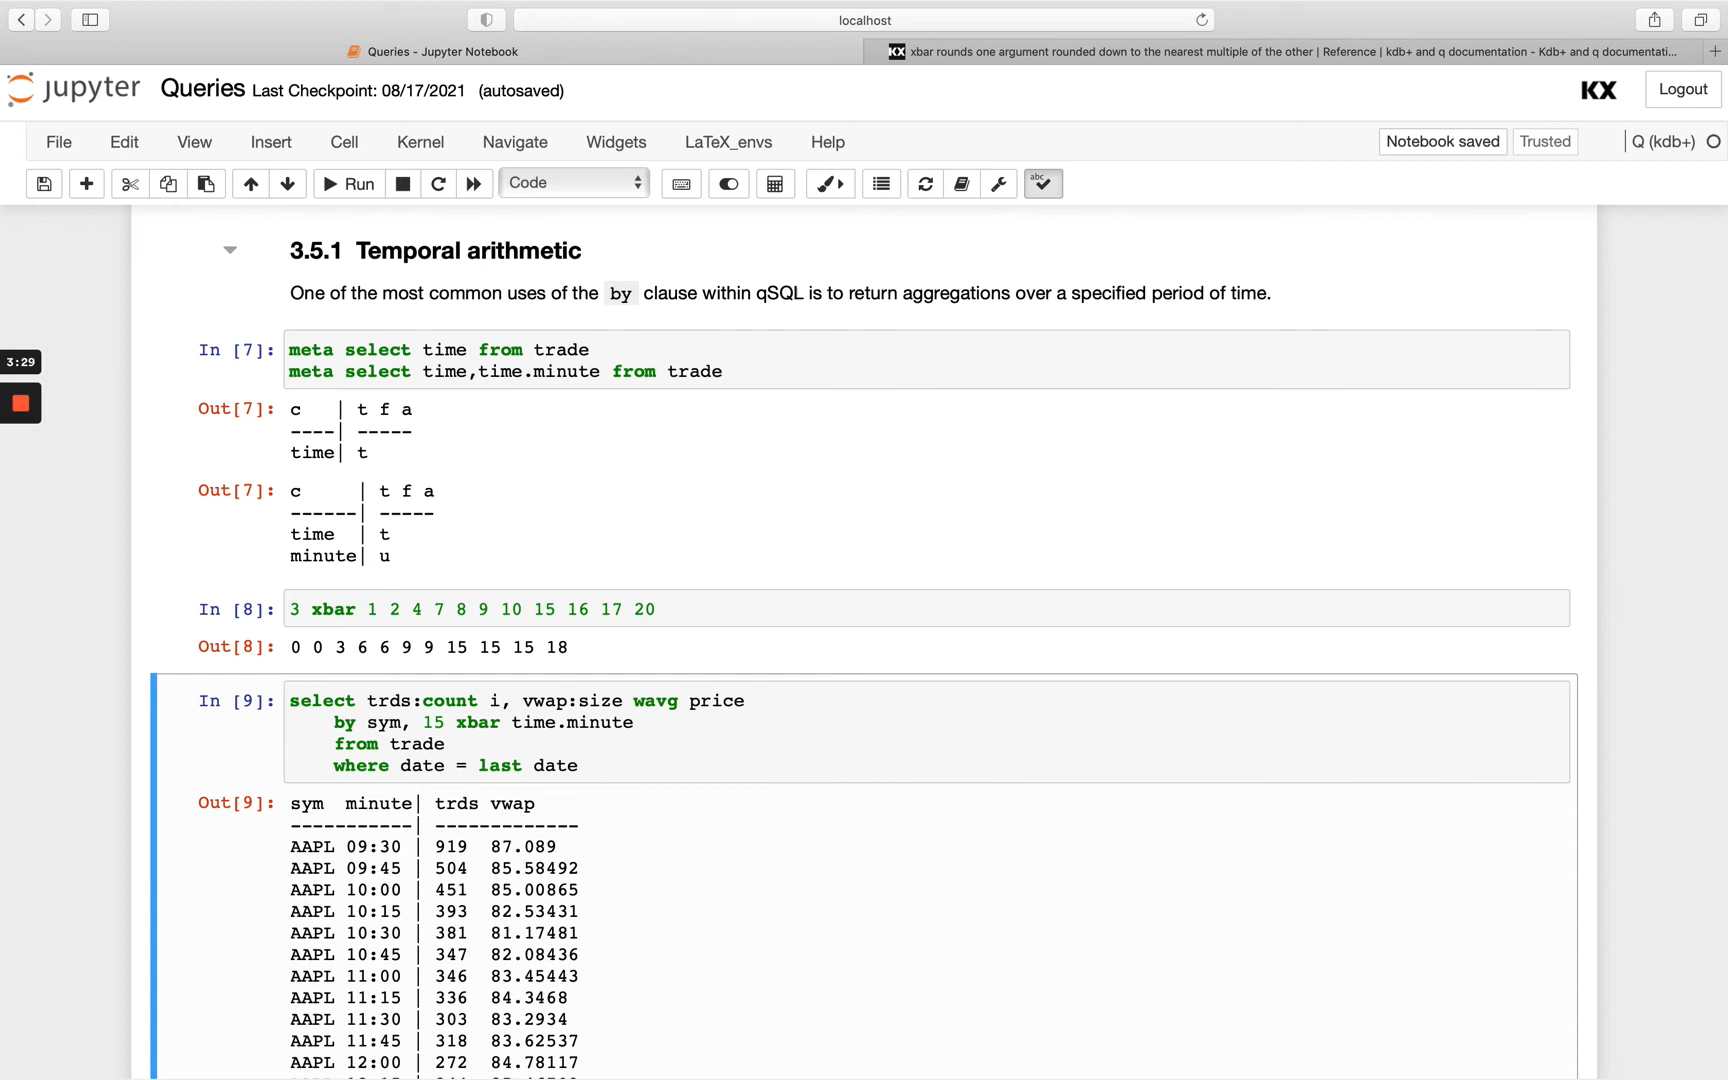 localhost
Queries - Jupyter Notebook
KX xbar rounds one argument rounded down to the nearest multiple of the other | Reference | kdb+ and q documentation - Kdb+ and q documentati...
jupyter Queries Last Checkpoint: 08/17/2021 (autosaved)
KX
Logout
File Edit View Insert Cell Kernel Navigate Widgets LaTeX_envs Help
Notebook saved Trusted Q (kdb+)
Run Code abc
3.5.1 Temporal arithmetic
One of the most common uses of the by clause within qSQL is to return aggregations over a specified period of time.
3:29
In [7]: meta select time from trade
meta select time,time.minute from trade
Out[7]: c   | t f a
----| -----
time| t
Out[7]: c     | t f a
------| -----
time  | t
minute| u
In [8]: 3 xbar 1 2 4 7 8 9 10 15 16 17 20
Out[8]: 0 0 3 6 6 9 9 15 15 15 18
In [9]: select trds:count i, vwap:size wavg price
by sym, 15 xbar time.minute
from trade
where date = last date
Out[9]: sym  minute| trds vwap
-----------| -------------
AAPL 09:30 | 919  87.089
AAPL 09:45 | 504  85.58492
AAPL 10:00 | 451  85.00865
AAPL 10:15 | 393  82.53431
AAPL 10:30 | 381  81.17481
AAPL 10:45 | 347  82.08436
AAPL 11:00 | 346  83.45443
AAPL 11:15 | 336  84.3468
AAPL 11:30 | 303  83.2934
AAPL 11:45 | 318  83.62537
AAPL 12:00 | 272  84.78117